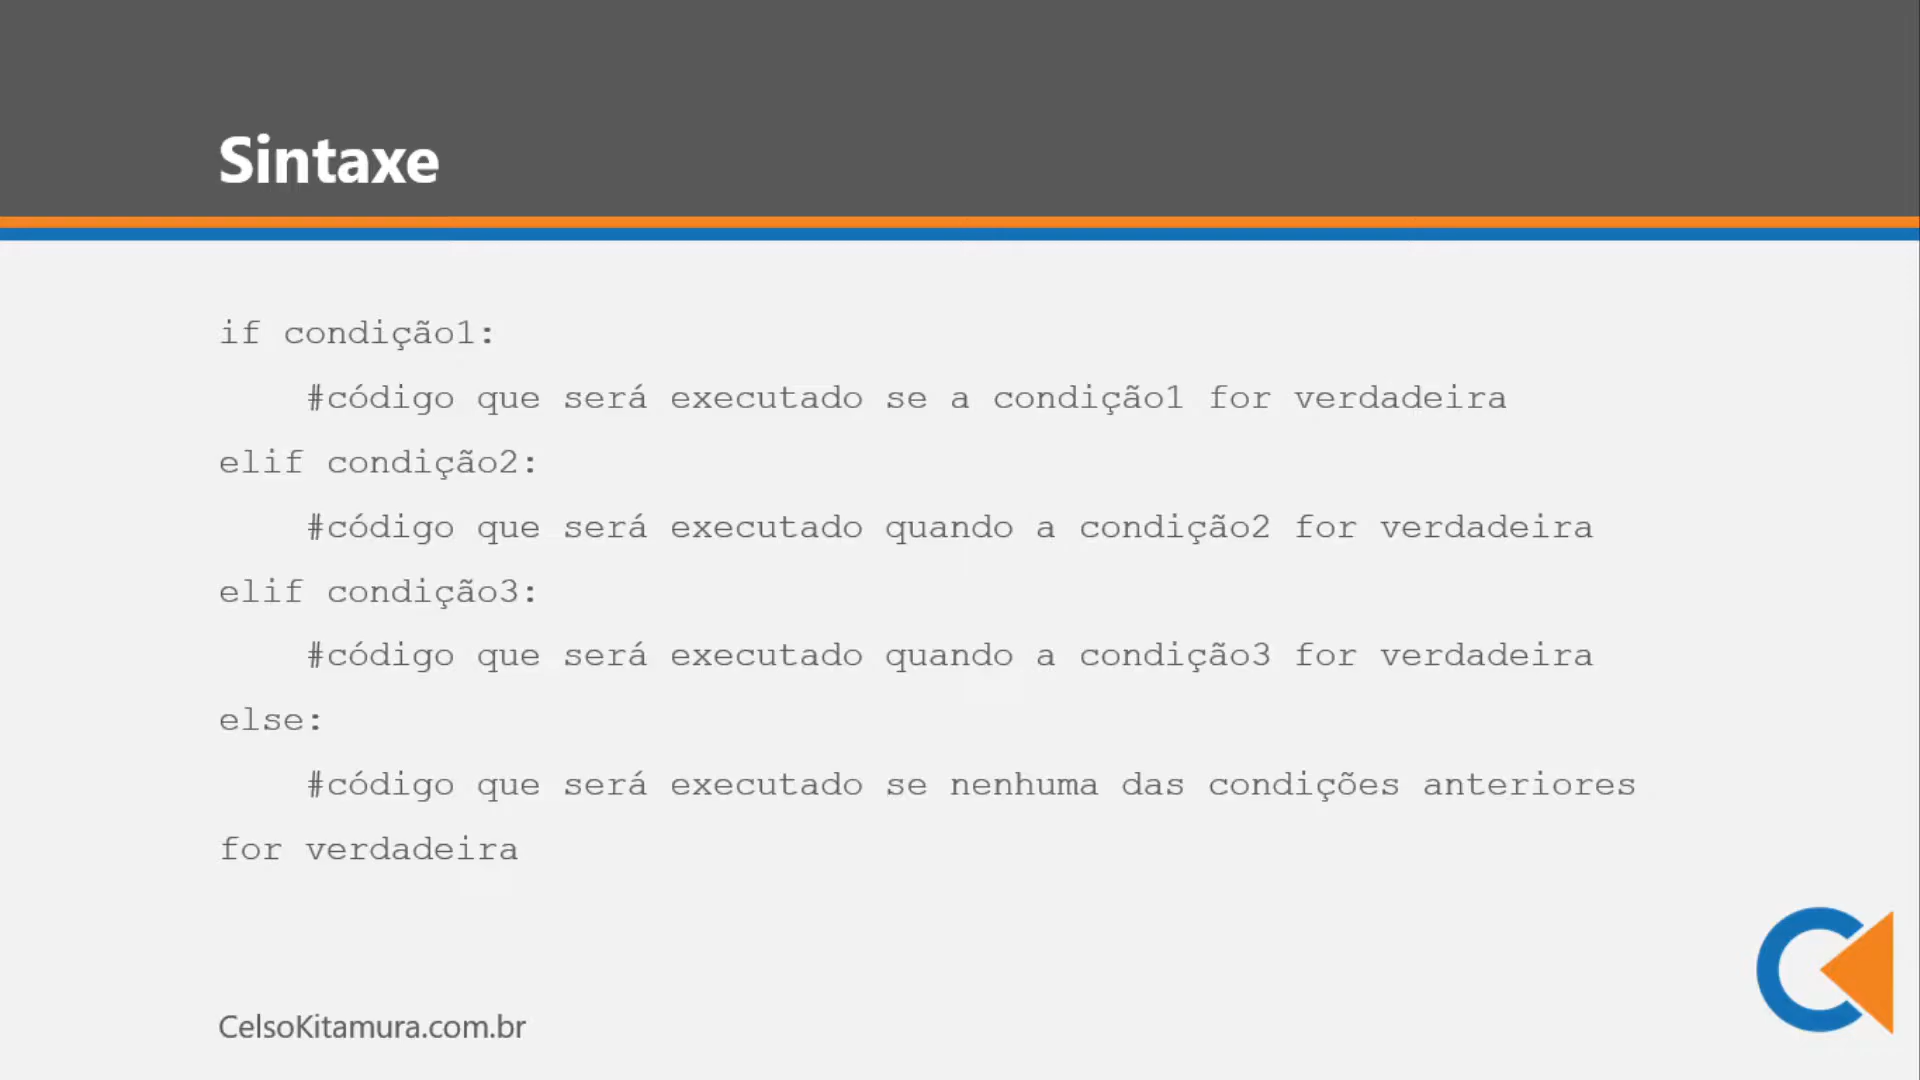 Sintaxe
if condição1:
    #código que será executado se a condição1 for verdadeira
elif condição2:
    #código que será executado quando a condição2 for verdadeira
elif condição3:
    #código que será executado quando a condição3 for verdadeira
else:
    #código que será executado se nenhuma das condições anteriores
for verdadeira
CelsoKitamura.com.br